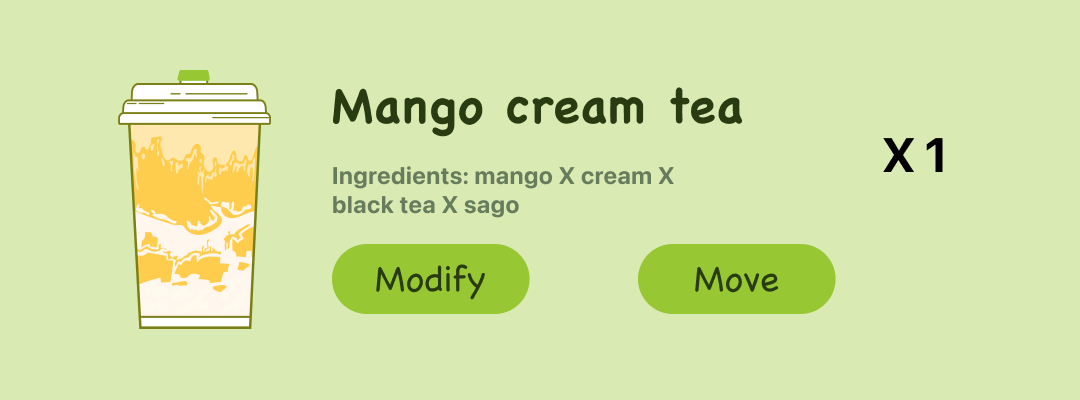 Mango cream tea
X 1
Ingredients: mango X cream X
black tea X sago
Modify
Move